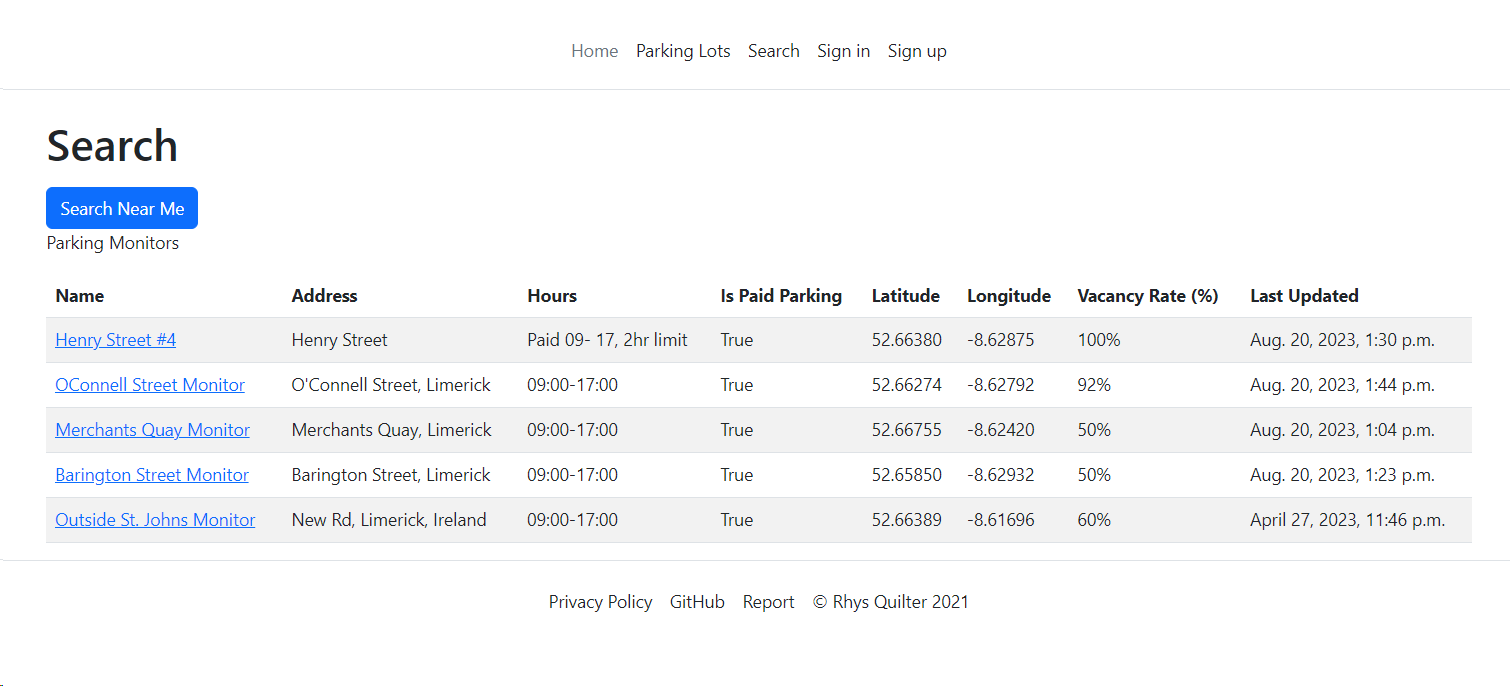 Home Parking Lots Search Sign in Sign up
Search
Search Near Me
Parking Monitors
Name Address Hours Is Paid Parking Latitude Longitude Vacancy Rate (%) Last Updated
Henry Street #4 Henry Street Paid 09- 17, 2hr limit True 52.66380 -8.62875 100% Aug. 20, 2023, 1:30 p.m.
OConnell Street Monitor O'Connell Street, Limerick 09:00-17:00 True 52.66274 -8.62792 92% Aug. 20, 2023, 1:44 p.m.
Merchants Quay Monitor Merchants Quay, Limerick 09:00-17:00 True 52.66755 -8.62420 50% Aug. 20, 2023, 1:04 p.m.
Barington Street Monitor Barington Street, Limerick 09:00-17:00 True 52.65850 -8.62932 50% Aug. 20, 2023, 1:23 p.m.
Outside St. Johns Monitor New Rd, Limerick, Ireland 09:00-17:00 True 52.66389 -8.61696 60% April 27, 2023, 11:46 p.m.
Privacy Policy GitHub Report © Rhys Quilter 2021